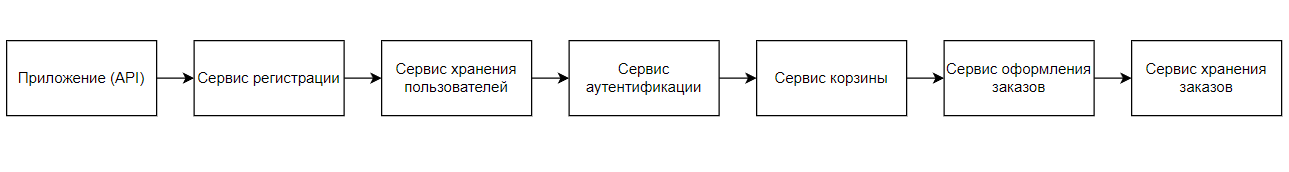 Приложение (API)
Сервис регистрации
Сервис хранения
пользователей
Сервис
аутентификации
Сервис корзины
Сервис оформления
заказов
Сервис хранения
заказов